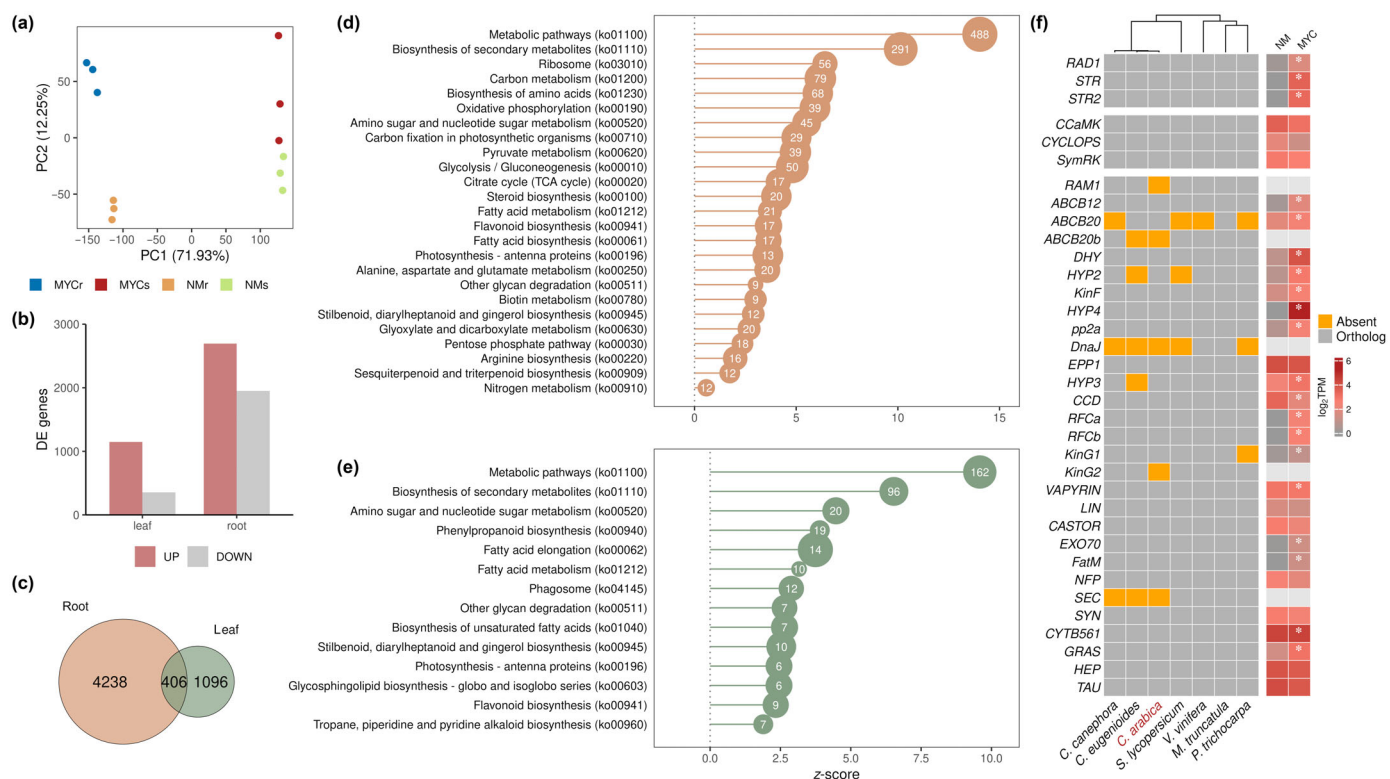 (a)
PC2 (12.25%)
50
0
−50
−150
−100
−50
0
50
100
PC1 (71.93%)
MYCr
MYCs
NMr
NMs
(b)
DE genes
3000
2000
1000
0
leaf
root
UP
DOWN
(c)
Root
Leaf
4238
406
1096
(d)
Metabolic pathways (ko01100) 488
Biosynthesis of secondary metabolites (ko01110) 291
Ribosome (ko03010) 56
Carbon metabolism (ko01200) 79
Biosynthesis of amino acids (ko01230) 68
Oxidative phosphorylation (ko00190) 39
Amino sugar and nucleotide sugar metabolism (ko00520) 45
Carbon fixation in photosynthetic organisms (ko00710) 29
Pyruvate metabolism (ko00620) 39
Glycolysis / Gluconeogenesis (ko00010) 50
Citrate cycle (TCA cycle) (ko00020) 17
Steroid biosynthesis (ko00100) 20
Fatty acid metabolism (ko01212) 21
Flavonoid biosynthesis (ko00941) 17
Fatty acid biosynthesis (ko00061) 17
Photosynthesis - antenna proteins (ko00196) 13
Alanine, aspartate and glutamate metabolism (ko00250) 20
Other glycan degradation (ko00511) 9
Biotin metabolism (ko00780) 9
Stilbenoid, diarylheptanoid and gingerol biosynthesis (ko00945) 12
Glyoxylate and dicarboxylate metabolism (ko00630) 20
Pentose phosphate pathway (ko00030) 18
Arginine biosynthesis (ko00220) 16
Sesquiterpenoid and triterpenoid biosynthesis (ko00909) 12
Nitrogen metabolism (ko00910) 12
0
5
10
15
(e)
Metabolic pathways (ko01100) 162
Biosynthesis of secondary metabolites (ko01110) 96
Amino sugar and nucleotide sugar metabolism (ko00520) 20
Phenylpropanoid biosynthesis (ko00940) 19
Fatty acid elongation (ko00062) 14
Fatty acid metabolism (ko01212) 10
Phagosome (ko04145) 12
Other glycan degradation (ko00511) 7
Biosynthesis of unsaturated fatty acids (ko01040) 7
Stilbenoid, diarylheptanoid and gingerol biosynthesis (ko00945) 10
Photosynthesis - antenna proteins (ko00196) 6
Glycosphingolipid biosynthesis - globo and isoglobo series (ko00603) 6
Flavonoid biosynthesis (ko00941) 9
Tropane, piperidine and pyridine alkaloid biosynthesis (ko00960) 7
0.0
2.5
5.0
7.5
10.0
z-score
(f)
NM
MYC
RAD1 *
STR *
STR2 *
CCaMK
CYCLOPS
SymRK
RAM1
ABCB12 *
ABCB20 *
ABCB20b
DHY *
HYP2 *
KinF *
HYP4 *
pp2a *
DnaJ
EPP1
HYP3 *
CCD *
RFCa *
RFCb *
KinG1 *
KinG2
VAPYRIN *
LIN
CASTOR
EXO70 *
FatM *
NFP
SEC
SYN
CYTB561 *
GRAS *
HEP
TAU
C. canephora
C. eugenioides
C. arabica
S. lycopersicum
V. vinifera
M. truncatula
P. trichocarpa
Absent
Ortholog
log₂TPM
6
4
2
0